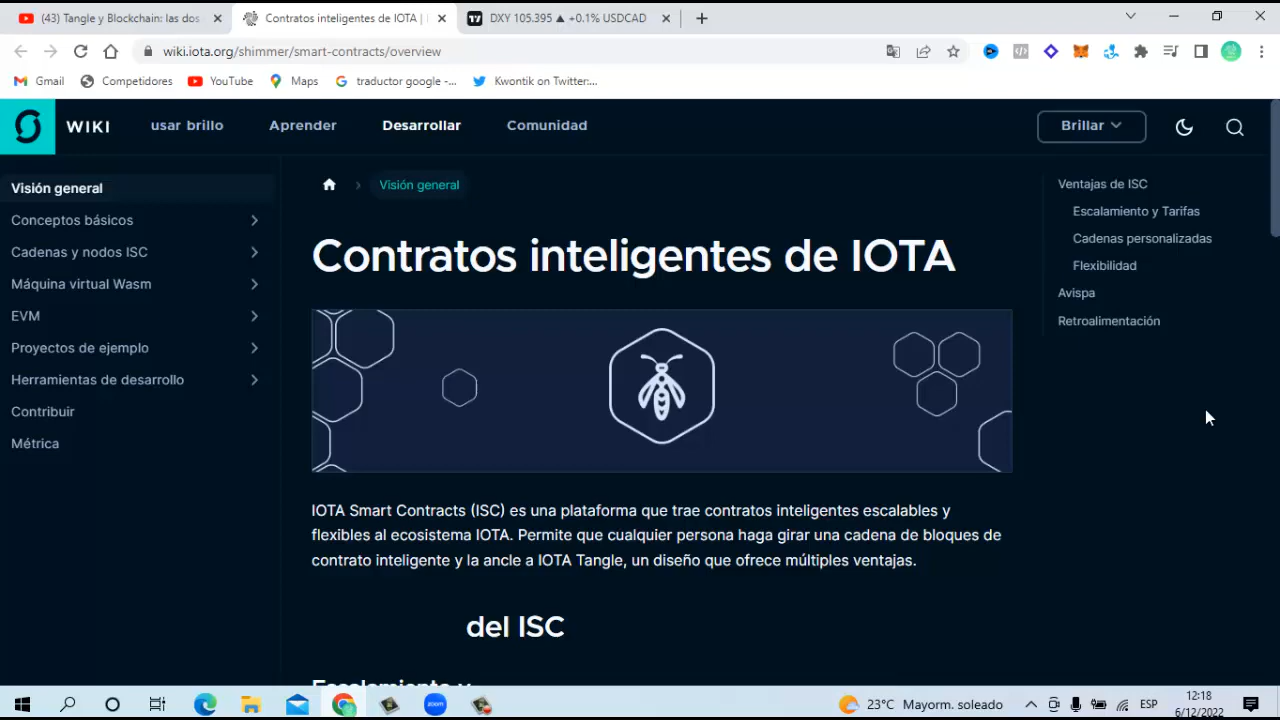 (43) Tangle y Blockchain: las dos
Contratos inteligentes de IOTA |
DXY 105.395 ▲ +0.1% USDCAD
wiki.iota.org/shimmer/smart-contracts/overview
Gmail
Competidores
YouTube
Maps
traductor google -...
Kwontik on Twitter:...
WIKI
usar brillo
Aprender
Desarrollar
Comunidad
Brillar
Visión general
Conceptos básicos
Cadenas y nodos ISC
Máquina virtual Wasm
EVM
Proyectos de ejemplo
Herramientas de desarrollo
Contribuir
Métrica
Visión general
Contratos inteligentes de IOTA
IOTA Smart Contracts (ISC) es una plataforma que trae contratos inteligentes escalables y
flexibles al ecosistema IOTA. Permite que cualquier persona haga girar una cadena de bloques de
contrato inteligente y la ancle a IOTA Tangle, un diseño que ofrece múltiples ventajas.
del ISC
Escalamiento y
Ventajas de ISC
Escalamiento y Tarifas
Cadenas personalizadas
Flexibilidad
Avispa
Retroalimentación
zoom
23°C Mayorm. soleado
ESP
12:18
6/12/2022